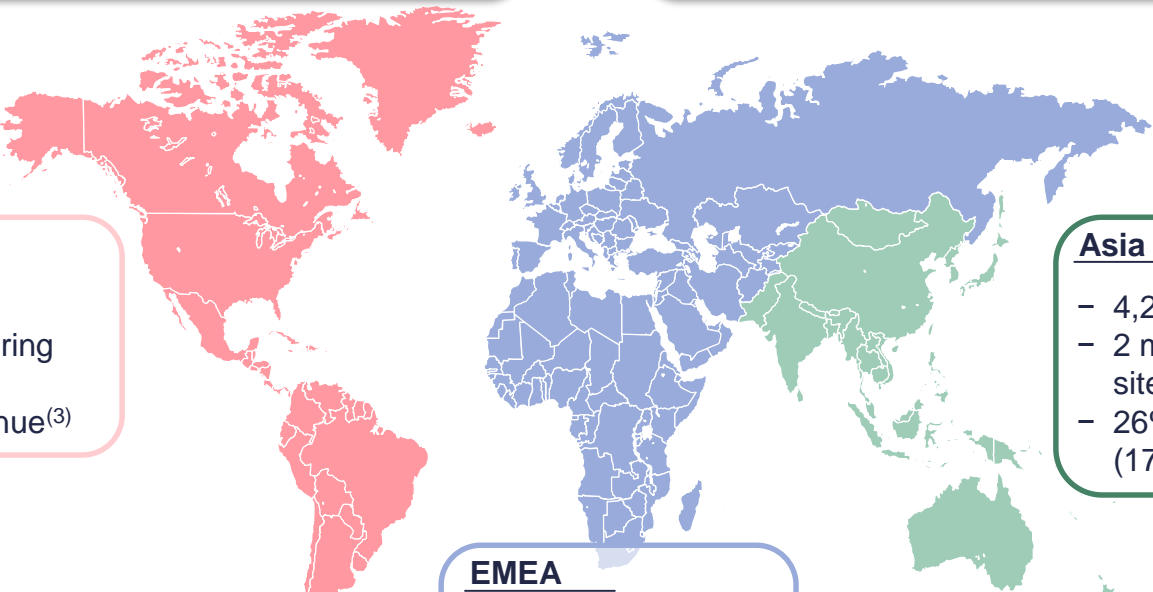 ring
nue(3)
Asia
− 4,2
− 2 m
site
− 26%
(17
EMEA